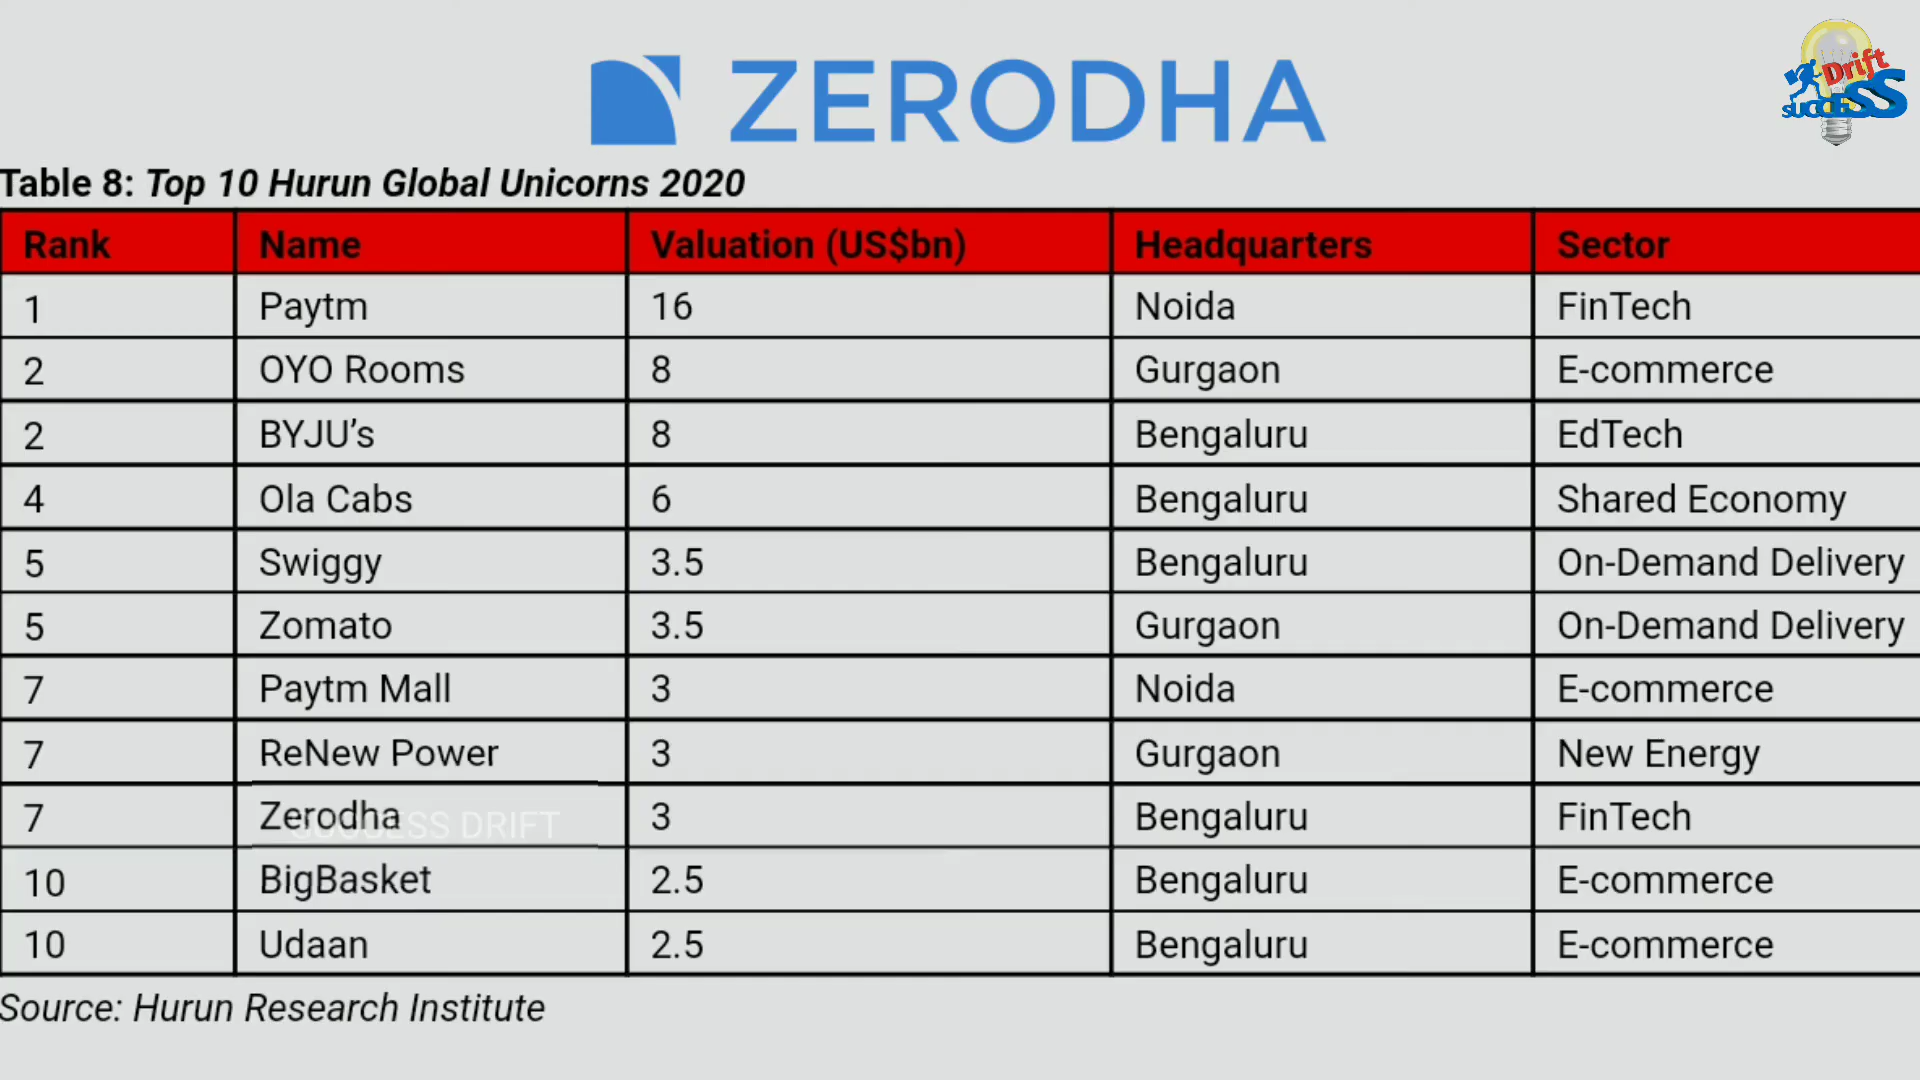 ZERODHA
Drift
SUCCESS
Table 8: Top 10 Hurun Global Unicorns 2020
Rank Name Valuation (US$bn) Headquarters Sector
1 Paytm 16 Noida FinTech
2 OYO Rooms 8 Gurgaon E-commerce
2 BYJU’s 8 Bengaluru EdTech
4 Ola Cabs 6 Bengaluru Shared Economy
5 Swiggy 3.5 Bengaluru On-Demand Delivery
5 Zomato 3.5 Gurgaon On-Demand Delivery
7 Paytm Mall 3 Noida E-commerce
7 ReNew Power 3 Gurgaon New Energy
7 Zerodha 3 Bengaluru FinTech
SUCCESS DRIFT
10 BigBasket 2.5 Bengaluru E-commerce
10 Udaan 2.5 Bengaluru E-commerce
Source: Hurun Research Institute